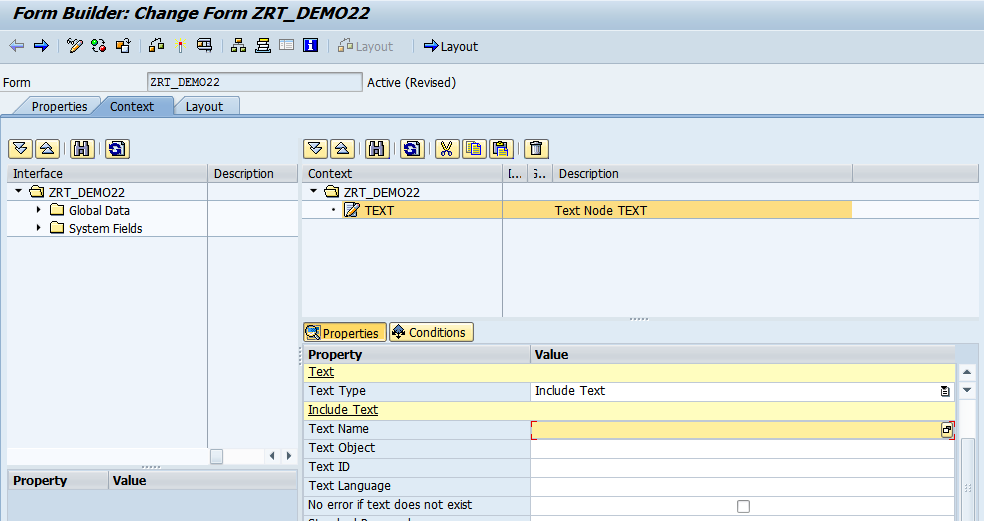 Form Builder: Change Form ZRT_DEMO22
Layout Layout
Form ZRT_DEMO22 Active (Revised)
Properties Context Layout
Interface Description
ZRT_DEMO22
Global Data
System Fields
Property Value
Context I... Description
ZRT_DEMO22
TEXT Text Node TEXT
Properties Conditions
Property Value
Text
Text Type Include Text
Include Text
Text Name
Text Object
Text ID
Text Language
No error if text does not exist